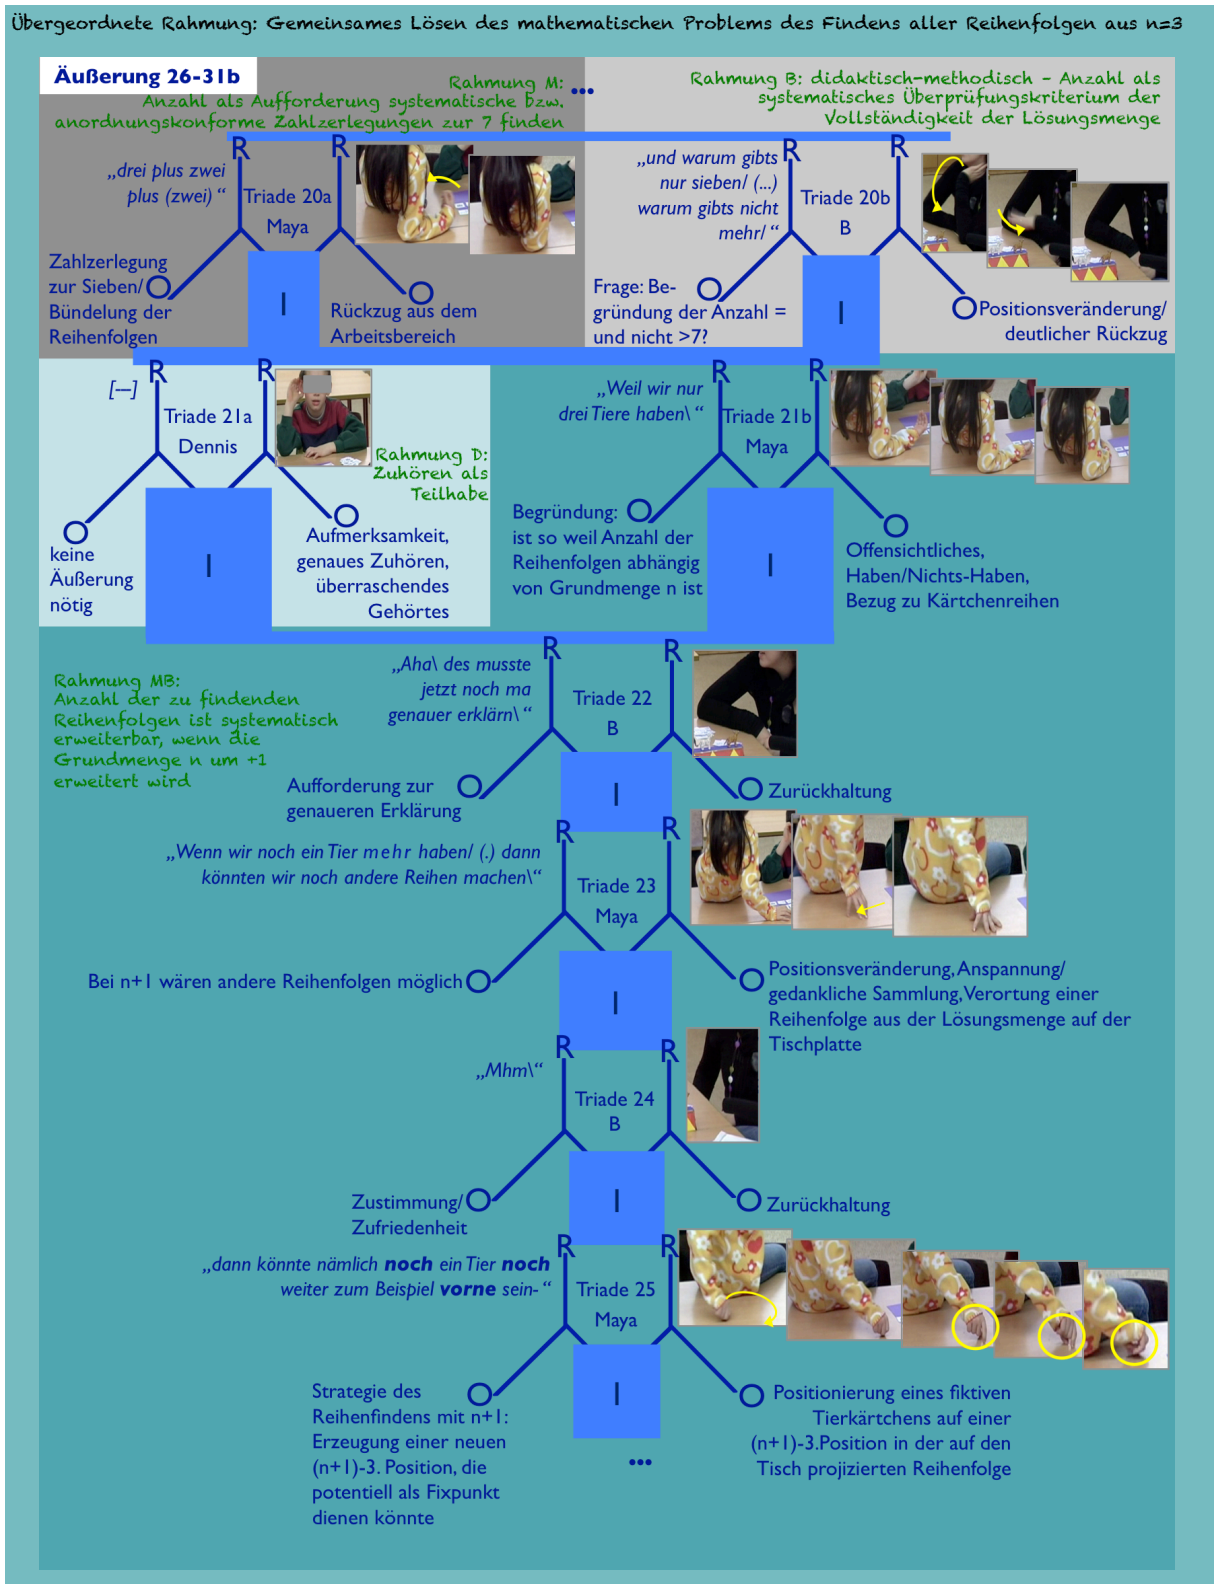 Übergeordnete Rahmung: Gemeinsames Lösen des mathematischen Problems des Findens aller Reihenfolgen aus n=3
Äußerung 26-31b
Rahmung M:
Anzahl als Aufforderung systematische bzw.
anordnungskonforme Zahlzerlegungen zur 7 finden
...
Rahmung B: didaktisch-methodisch - Anzahl als
systematisches Überprüfungskriterium der
Vollständigkeit der Lösungsmenge
R
R
„drei plus zwei
plus (zwei) “
Triade 20a
Maya
Zahlzerlegung
zur Sieben/
Bündelung der
Reihenfolgen
I
Rückzug aus dem
Arbeitsbereich
R
R
„und warum gibts
nur sieben/ (...)
warum gibts nicht
mehr/ “
Triade 20b
B
Frage: Be-
gründung der Anzahl =
und nicht >7?
I
Positionsveränderung/
deutlicher Rückzug
R
R
[---]
Triade 21a
Dennis
Rahmung D:
Zuhören als
Teilhabe
keine
Äußerung
nötig
I
Aufmerksamkeit,
genaues Zuhören,
überraschendes
Gehörtes
R
R
„Weil wir nur
drei Tiere haben\ “
Triade 21b
Maya
Begründung:
ist so weil Anzahl der
Reihenfolgen abhängig
von Grundmenge n ist
I
Offensichtliches,
Haben/Nichts-Haben,
Bezug zu Kärtchenreihen
Rahmung MB:
Anzahl der zu findenden
Reihenfolgen ist systematisch
erweiterbar, wenn die
Grundmenge n um +1
erweitert wird
R
R
„Aha\ des musste
jetzt noch ma
genauer erklärn\ “
Triade 22
B
Aufforderung zur
genaueren Erklärung
I
Zurückhaltung
R
R
„Wenn wir noch ein Tier mehr haben/ (.) dann
könnten wir noch andere Reihen machen\“
Triade 23
Maya
Bei n+1 wären andere Reihenfolgen möglich
I
Positionsveränderung, Anspannung/
gedankliche Sammlung, Verortung einer
Reihenfolge aus der Lösungsmenge auf der
Tischplatte
R
R
„Mhm\“
Triade 24
B
Zustimmung/
Zufriedenheit
I
Zurückhaltung
R
R
„dann könnte nämlich noch ein Tier noch
weiter zum Beispiel vorne sein- “
Triade 25
Maya
Strategie des
Reihenfindens mit n+1:
Erzeugung einer neuen
(n+1)-3. Position, die
potentiell als Fixpunkt
dienen könnte
I
...
Positionierung eines fiktiven
Tierkärtchens auf einer
(n+1)-3.Position in der auf den
Tisch projizierten Reihenfolge